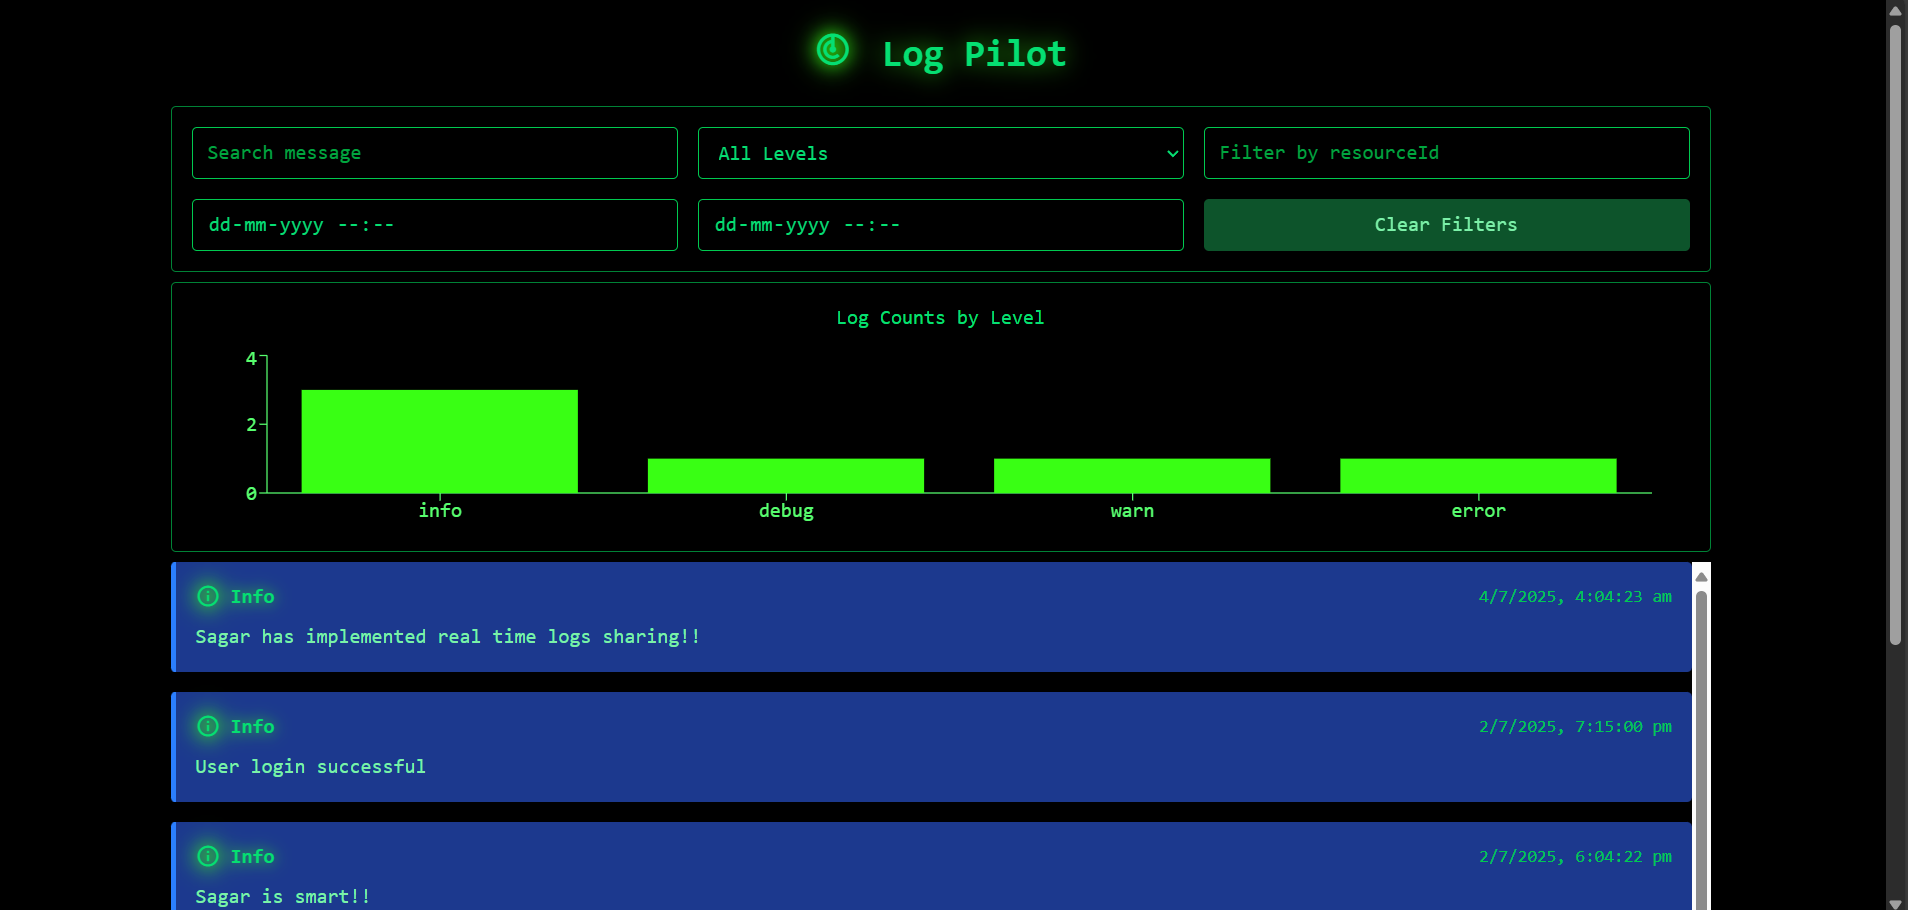 Log Pilot
Search message
All Levels
Filter by resourceId
dd-mm-yyyy --:--
dd-mm-yyyy --:--
Clear Filters
Log Counts by Level
4
2
0
info
debug
warn
error
Info
4/7/2025, 4:04:23 am
Sagar has implemented real time logs sharing!!
Info
2/7/2025, 7:15:00 pm
User login successful
Info
2/7/2025, 6:04:22 pm
Sagar is smart!!